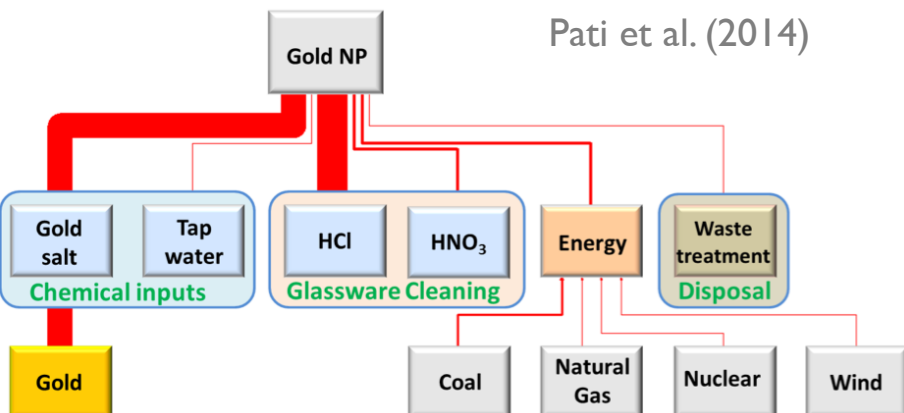 Pati et al. (2014)
Gold NP
Gold
salt
Tap
water
Chemical inputs
HCl
HNO₃
Glassware Cleaning
Energy
Waste
treatment
Disposal
Gold
Coal
Natural
Gas
Nuclear
Wind